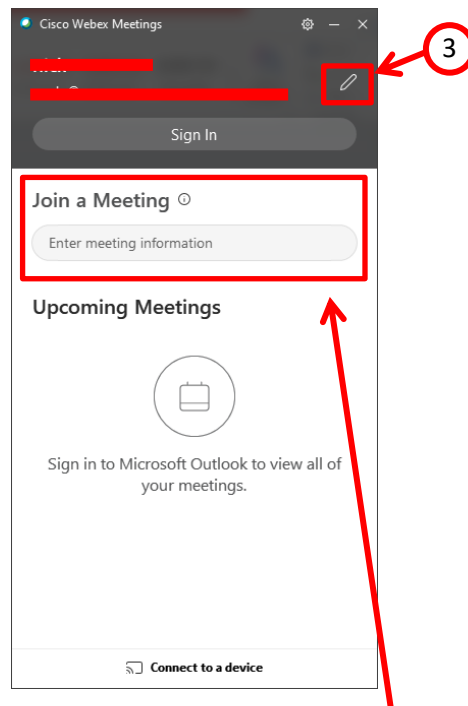 Cisco Webex Meetings
3
Sign In
Join a Meeting
Enter meeting information
Upcoming Meetings
Sign in to Microsoft Outlook to view all of
your meetings.
Connect to a device